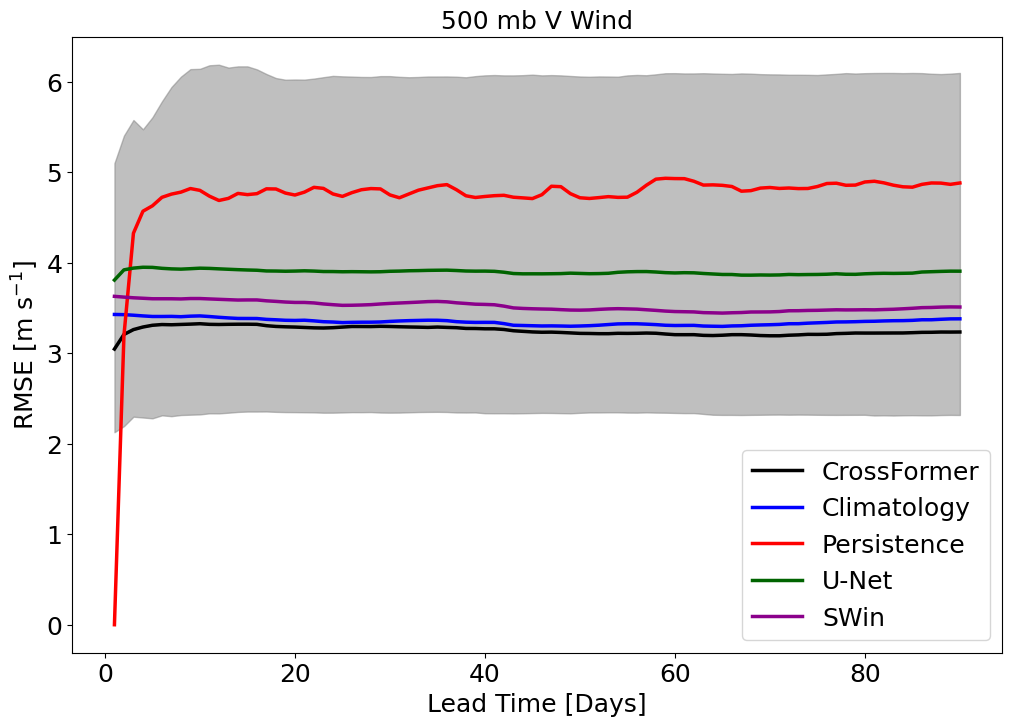 500 mb V Wind
RMSE [m s⁻¹]
6
5
4
3
2
1
0
0 20 40 60 80
Lead Time [Days]
CrossFormer
Climatology
Persistence
U-Net
SWin